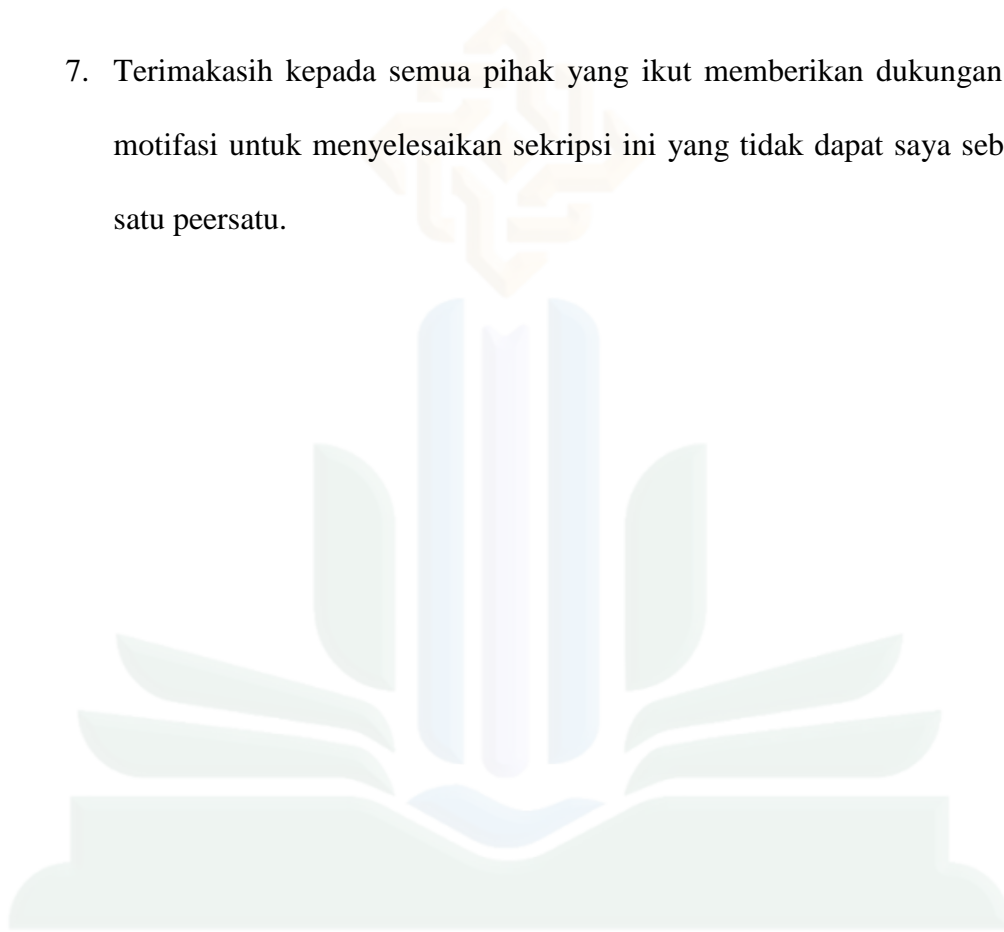 7. Terimakasih kepada semua pihak yang ikut memberikan dukungan
motifasi untuk menyelesaikan sekripsi ini yang tidak dapat saya seb
satu peersatu.